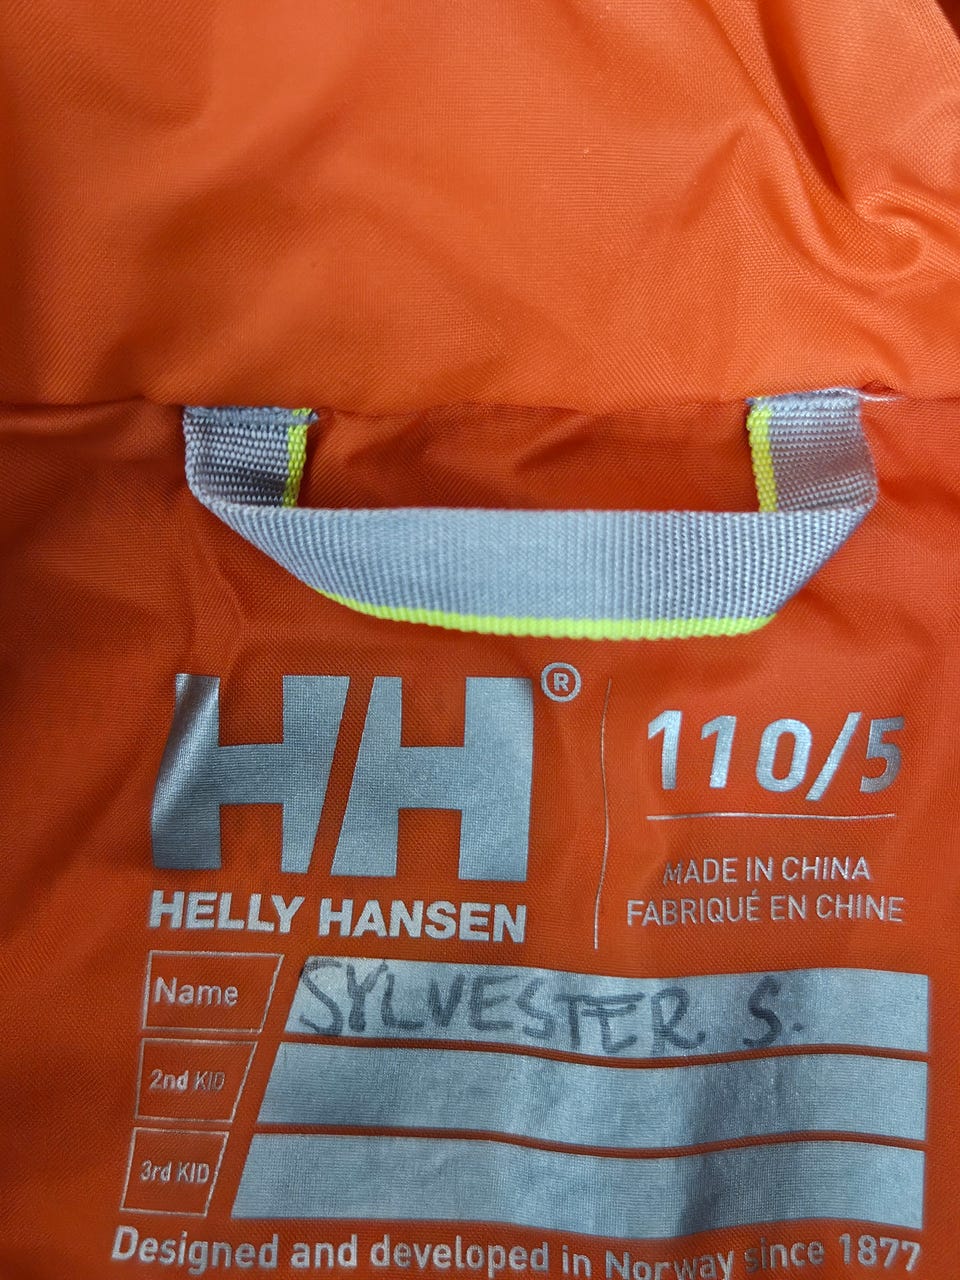 HH®
HELLY HANSEN
110/5
MADE IN CHINA
FABRIQUÉ EN CHINE
Name SYLVESTER S.
2nd KID
3rd KID
Designed and developed in Norway since 1877